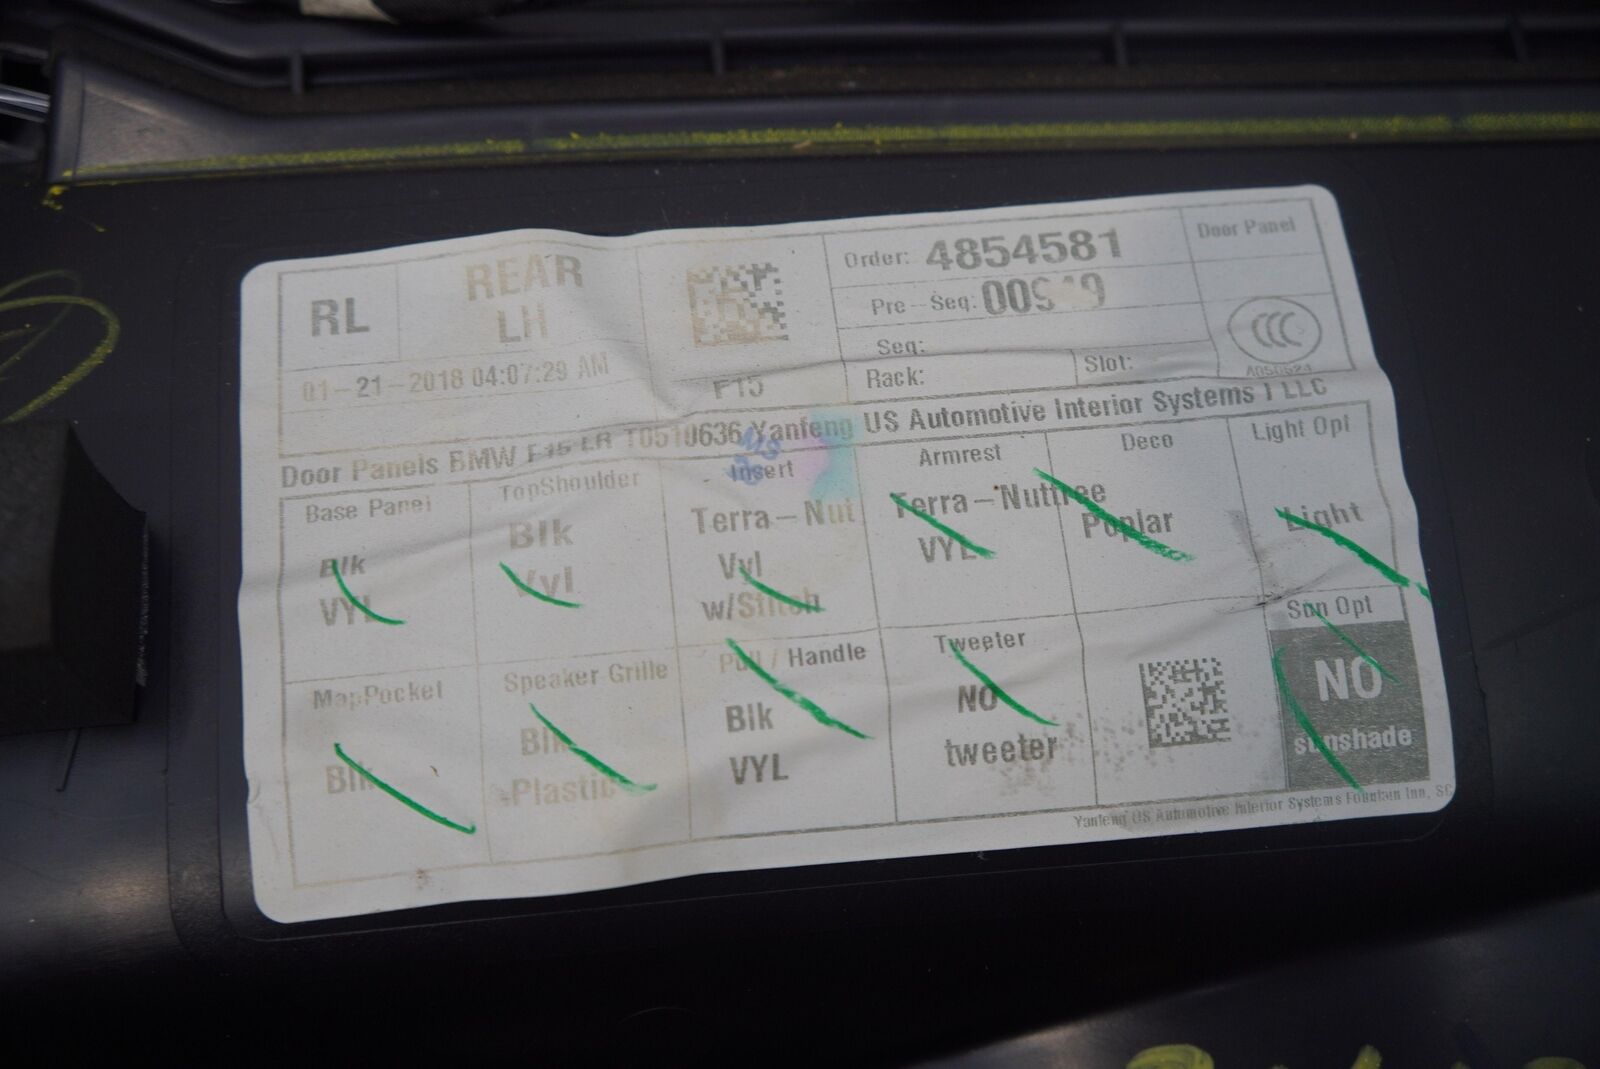 RL
REAR
LH
01-21-2018 04:07:29 AM
F15
Order: 4854581
Pre-Seq:
Seq:
Rack:
Slot:
Door Panel
CCC
A050624
Door Panels BMW F15 LR T0510636 Yanfeng US Automotive Interior Systems I LLC
MS
Base Panel
Blk
VYL
TopShoulder
Blk
Vyl
Insert
Terra-Nut
Vyl
w/Stitch
Armrest
Terra-Nuttree
VYL
Deco
Poplar
Light Opt
Light
MapPocket
Blk
Speaker Grille
Blk
-Plastic
Pull / Handle
Blk
VYL
Tweeter
NO
tweeter
Sun Opt
NO
sunshade
Yanfeng US Automotive Interior Systems Fountain Inn, SC